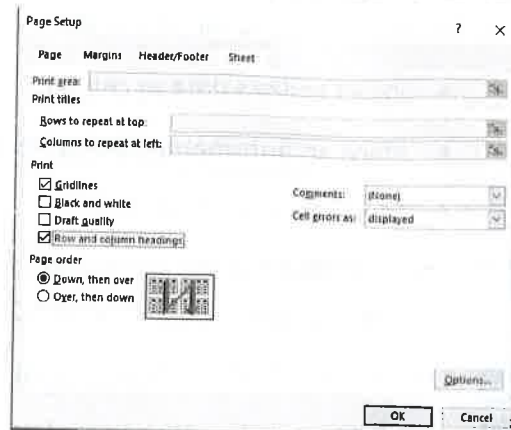 Page Setup ? ×
Page Margins Header/Footer Sheet
Print area:
Print titles
Rows to repeat at top:
Columns to repeat at left:
Print
Gridlines
Black and white
Draft quality
Row and column headings
Comments: (None)
Cell errors as: displayed
Page order
Down, then over
Over, then down
Options...
OK Cancel